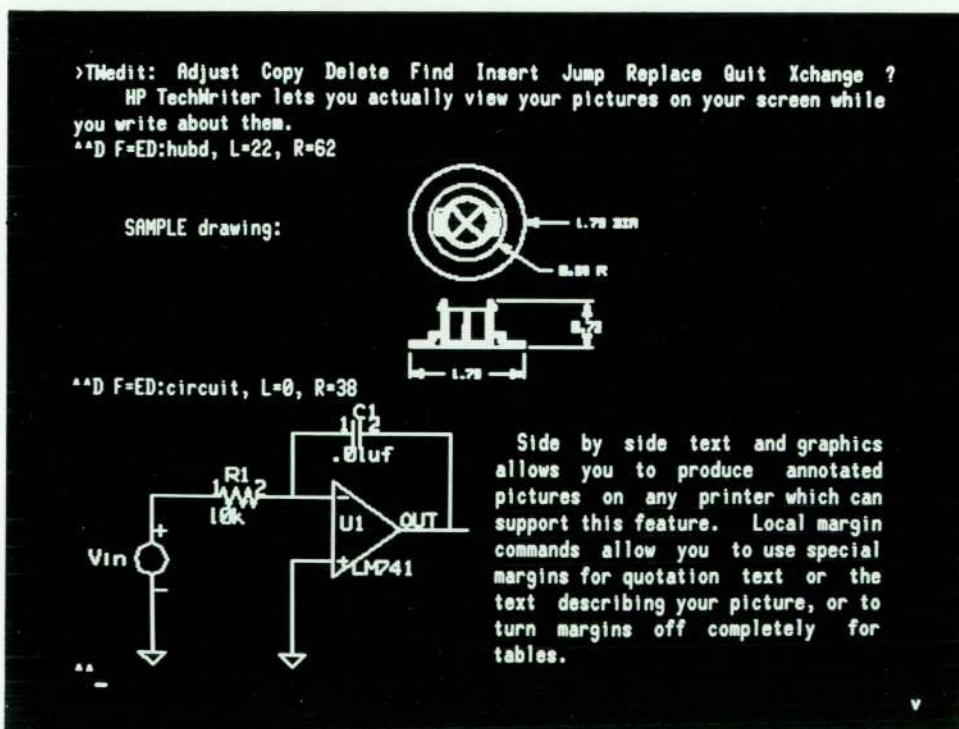 >TWedit: Adjust Copy Delete Find Insert Jump Replace Quit Xchange ?
HP TechWriter lets you actually view your pictures on your screen while
you write about them.
^^D F=ED:hubd, L=22, R=62
SAMPLE drawing:
1.75 DIA
R
1.75
^^D F=ED:circuit, L=0, R=38
C1
1 2
.01uf
R1
1 2
10k
-
U1
OUT
+
LM741
+
Vin
-
Side by side text and graphics
allows you to produce annotated
pictures on any printer which can
support this feature. Local margin
commands allow you to use special
margins for quotation text or the
text describing your picture, or to
turn margins off completely for
tables.
^^_
v